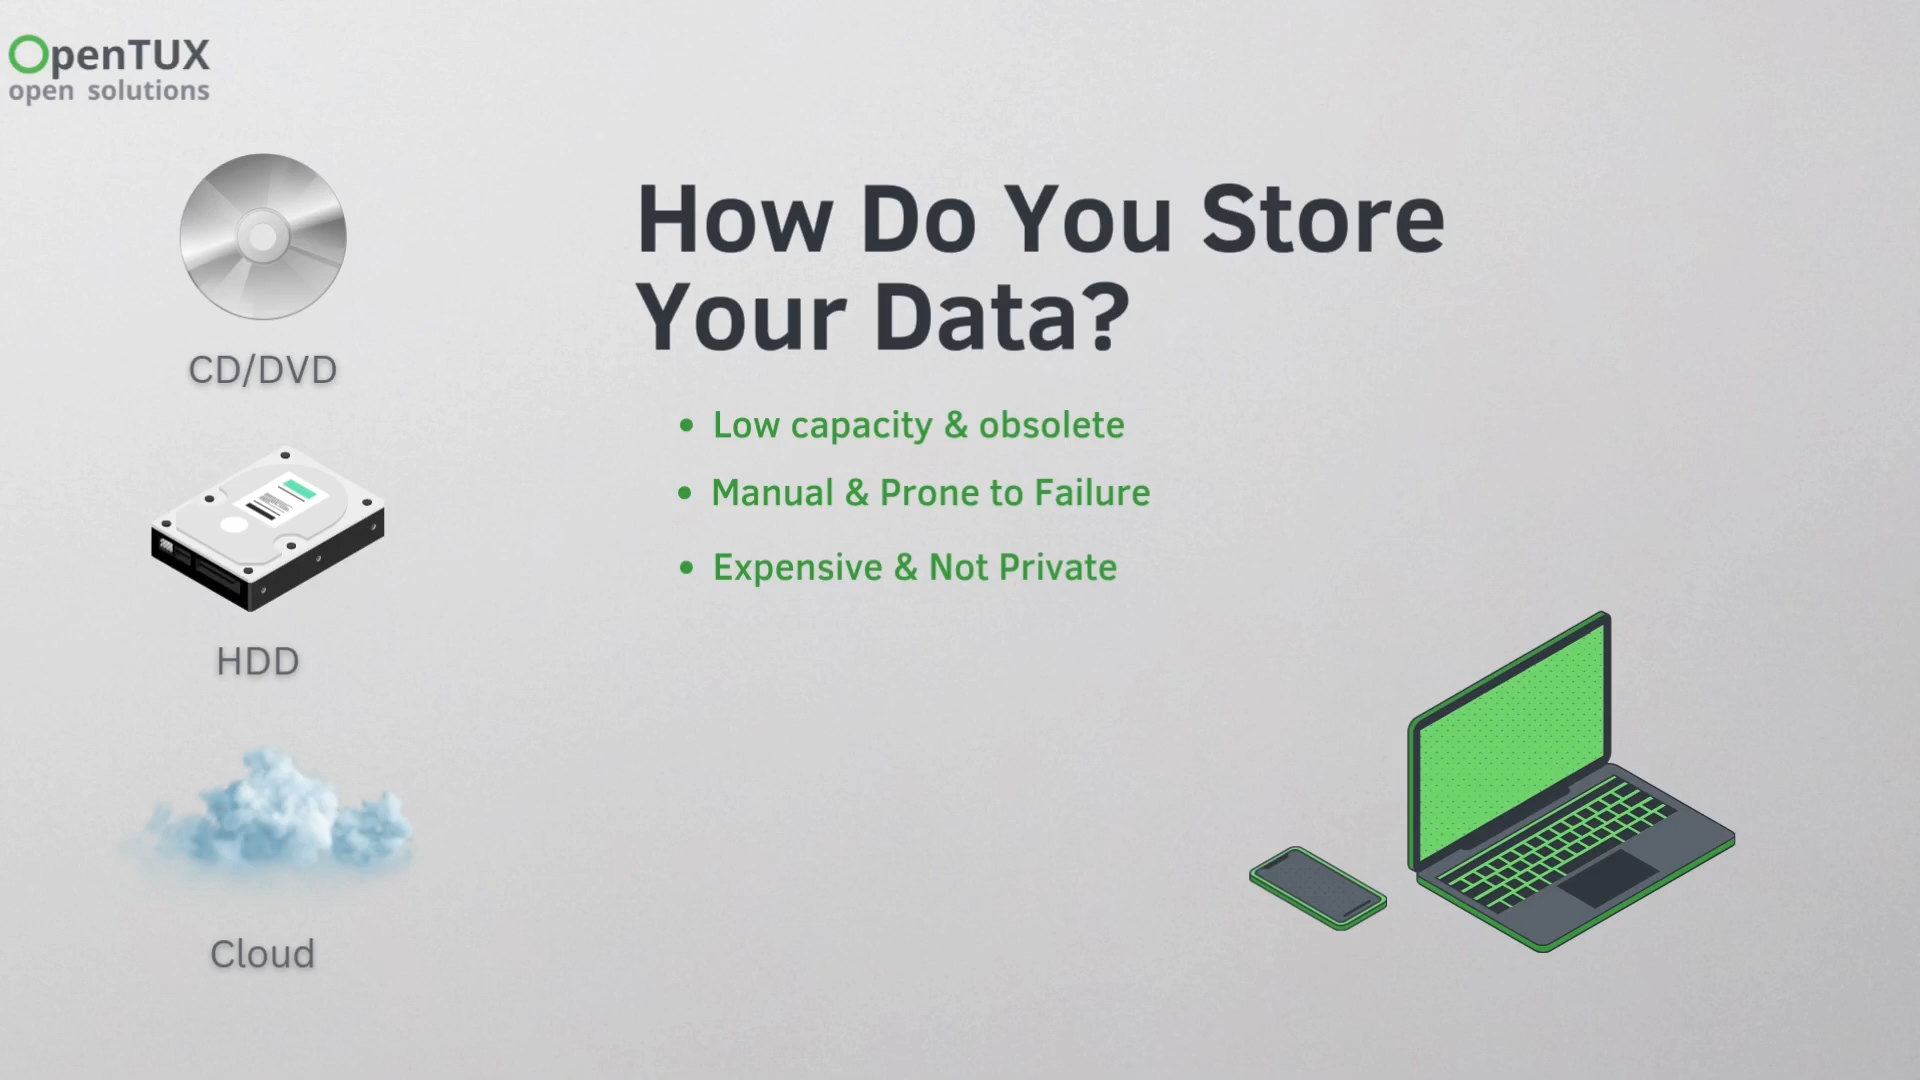 OpenTUX
open solutions
CD/DVD
HDD
Cloud
How Do You Store
Your Data?
• Low capacity & obsolete
• Manual & Prone to Failure
• Expensive & Not Private